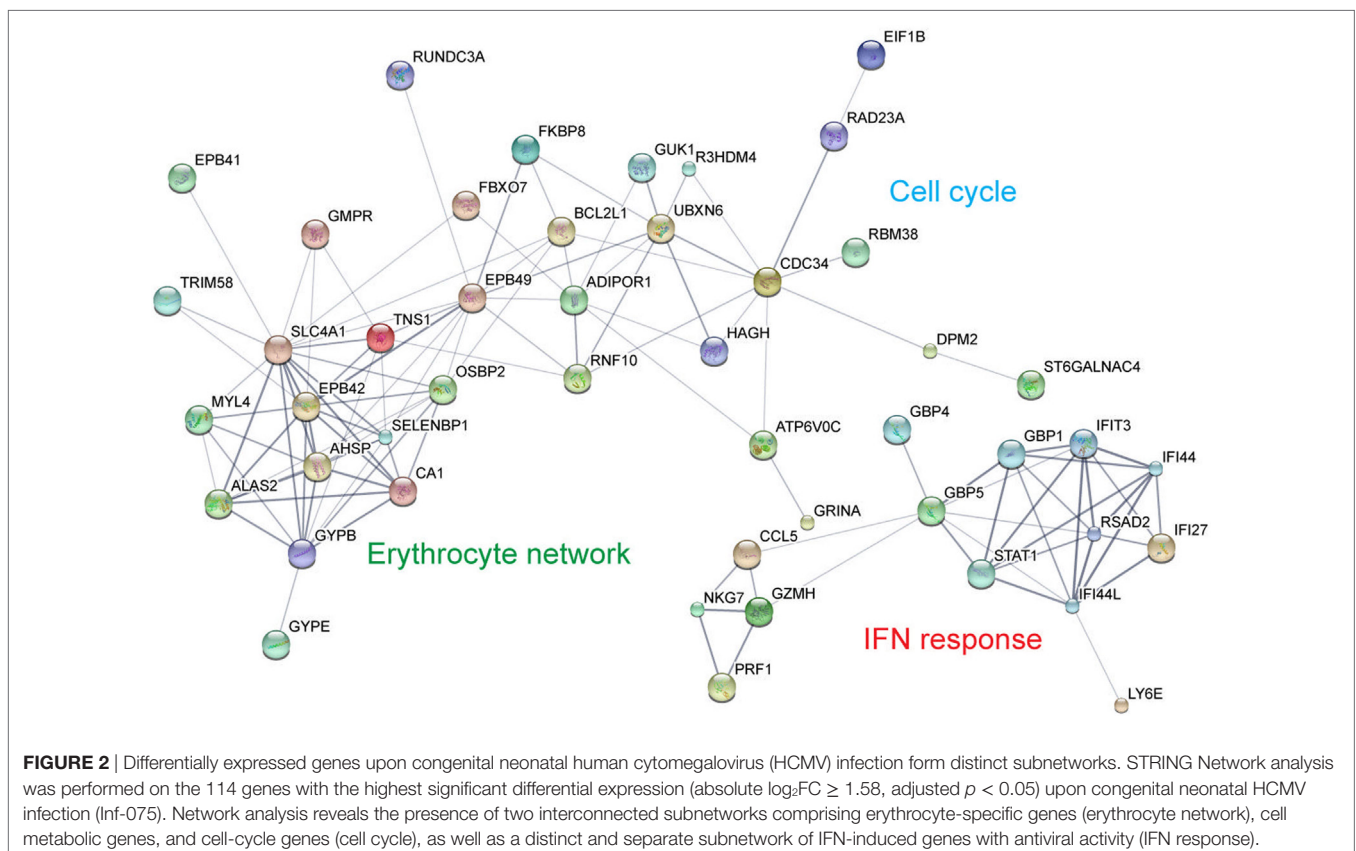 EIF1B
RUNDC3A
RAD23A
FKBP8
GUK1
R3HDM4
EPB41
Cell cycle
FBXO7
GMPR
BCL2L1
UBXN6
RBM38
CDC34
TRIM58
EPB49
ADIPOR1
TNS1
SLC4A1
HAGH
DPM2
RNF10
OSBP2
ST6GALNAC4
EPB42
MYL4
SELENBP1
GBP4
ATP6V0C
GBP1
IFIT3
AHSP
IFI44
CA1
ALAS2
GBP5
GRINA
RSAD2
IFI27
GYPB
Erythrocyte network
CCL5
STAT1
NKG7
GZMH
IFI44L
GYPE
IFN response
PRF1
LY6E
FIGURE 2 | Differentially expressed genes upon congenital neonatal human cytomegalovirus (HCMV) infection form distinct subnetworks. STRING Network analysis
was performed on the 114 genes with the highest significant differential expression (absolute log₂FC ≥ 1.58, adjusted p < 0.05) upon congenital neonatal HCMV
infection (Inf-075). Network analysis reveals the presence of two interconnected subnetworks comprising erythrocyte-specific genes (erythrocyte network), cell
metabolic genes, and cell-cycle genes (cell cycle), as well as a distinct and separate subnetwork of IFN-induced genes with antiviral activity (IFN response).